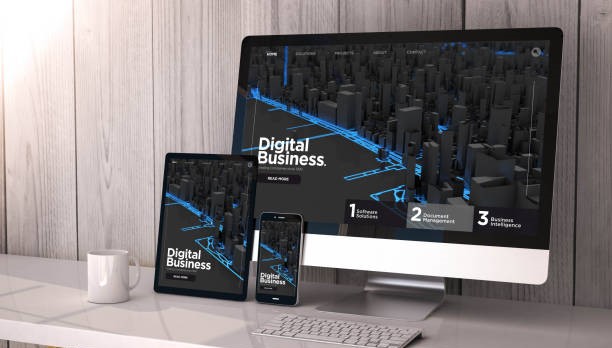 HOME SOLUTIONS PROJECTS ABOUT CONTACT
Digital
Business.
READ MORE
1 Software
Solutions
2 Document
Management
3 Business
Intelligence
Digital
Business
READ MORE
Digital
Business